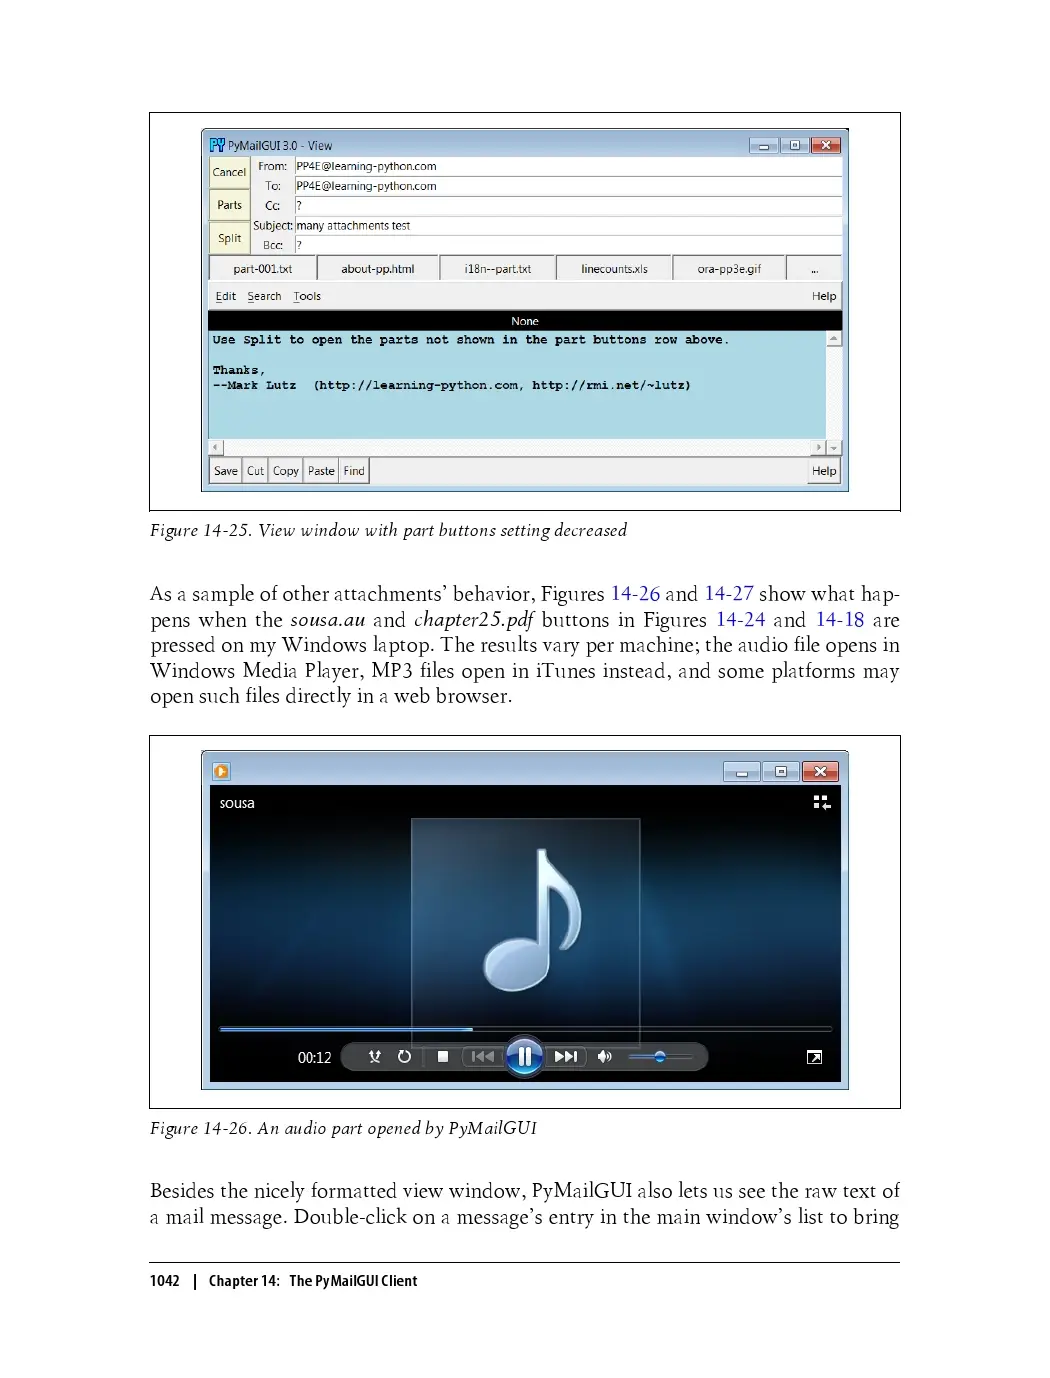 PyMailGUI 3.0 - View
Cancel
From: PP4E@learning-python.com
To: PP4E@learning-python.com
Parts
Cc: ?
Subject: many attachments test
Split
Bcc: ?
part-001.txt about-pp.html i18n--part.txt linecounts.xls ora-pp3e.gif ...
Edit Search Tools Help
None
Use Split to open the parts not shown in the part buttons row above.
Thanks,
--Mark Lutz (http://learning-python.com, http://rmi.net/~lutz)
Save Cut Copy Paste Find Help
Figure 14-25. View window with part buttons setting decreased
As a sample of other attachments’ behavior, Figures 14-26 and 14-27 show what hap-
pens when the sousa.au and chapter25.pdf buttons in Figures 14-24 and 14-18 are
pressed on my Windows laptop. The results vary per machine; the audio file opens in
Windows Media Player, MP3 files open in iTunes instead, and some platforms may
open such files directly in a web browser.
sousa
00:12
Figure 14-26. An audio part opened by PyMailGUI
Besides the nicely formatted view window, PyMailGUI also lets us see the raw text of
a mail message. Double-click on a message’s entry in the main window’s list to bring
1042 | Chapter 14: The PyMailGUI Client